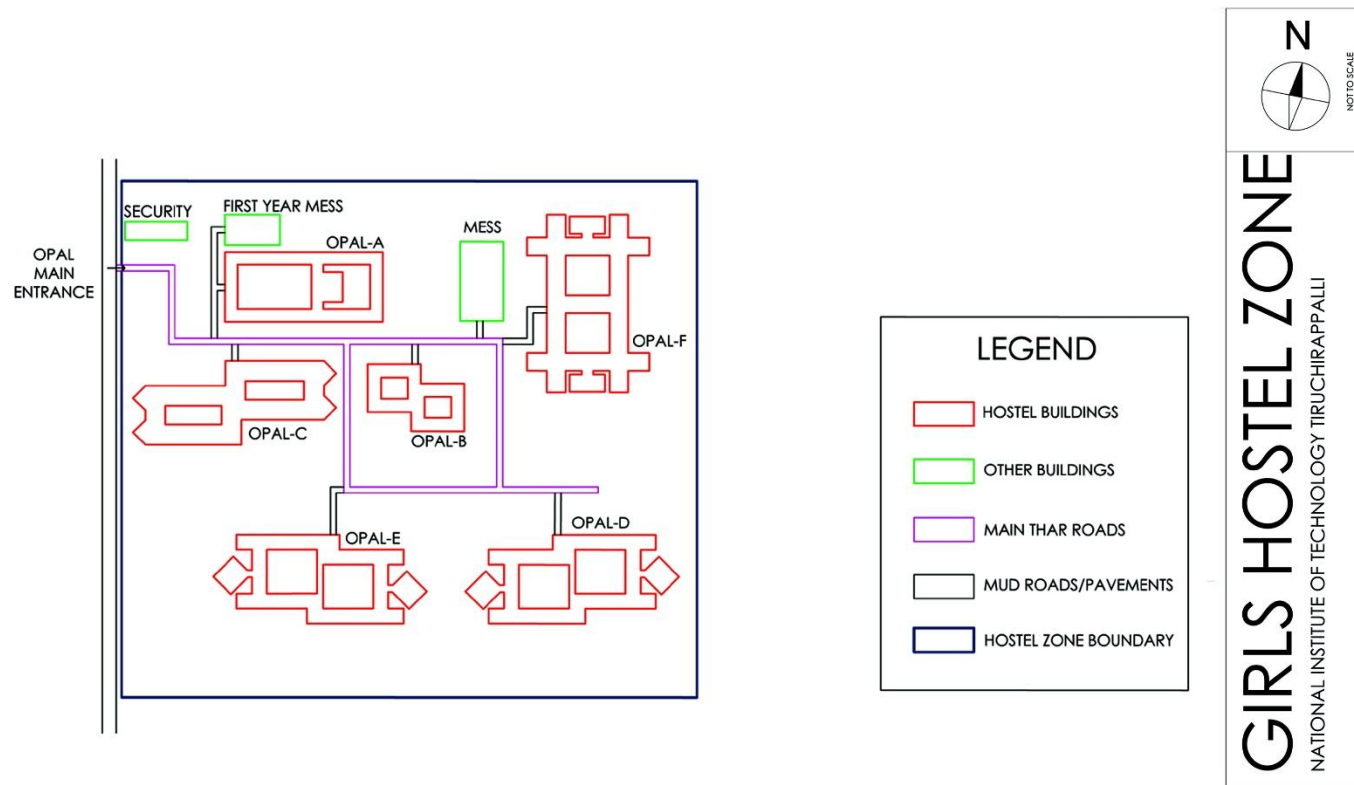 SECURITY
FIRST YEAR MESS
OPAL-A
MESS
OPAL
MAIN
ENTRANCE
OPAL-F
OPAL-C
OPAL-B
OPAL-E
OPAL-D
LEGEND
HOSTEL BUILDINGS
OTHER BUILDINGS
MAIN THAR ROADS
MUD ROADS/PAVEMENTS
HOSTEL ZONE BOUNDARY
N
NOT TO SCALE
GIRLS HOSTEL ZONE
NATIONAL INSTITUTE OF TECHNOLOGY TIRUCHIRAPPALLI